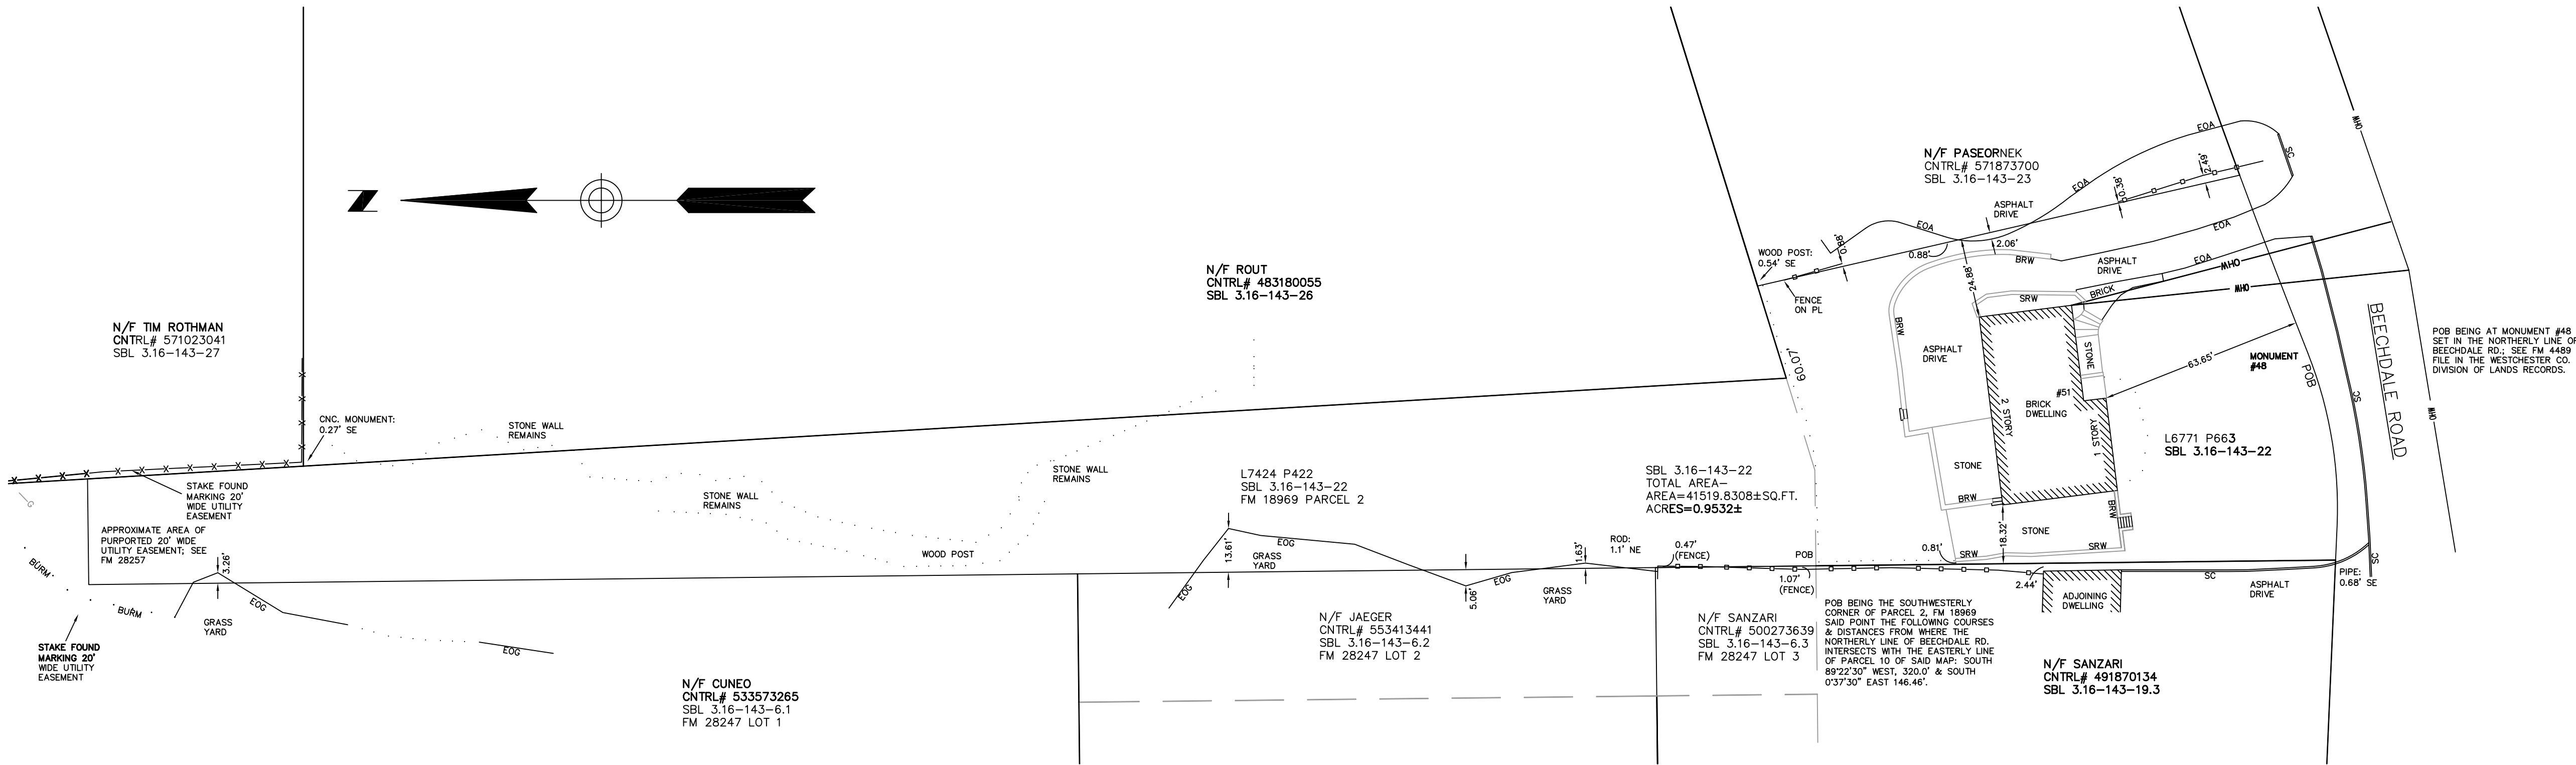 N/F TIM ROTHMAN
CNTRL# 571023041
SBL 3.16-143-27
N
N/F ROUT
CNTRL# 483180055
SBL 3.16-143-26
N/F PASEORNEK
CNTRL# 571873700
SBL 3.16-143-23
OHW
EOA
SC
2.49'
0.38'
EOA
ASPHALT
DRIVE
EOA
EOA
0.88'
WOOD POST:
0.54' SE
0.88'
2.06'
BRW
24.88'
ASPHALT
DRIVE
EOA
OHW
BRICK
OHW
SRW
FENCE
ON PL
BRW
ASPHALT
DRIVE
STONE
60.07'
63.65'
MONUMENT
#48
POB
SC
BEECHDALE ROAD
OHW
POB BEING AT MONUMENT #48
SET IN THE NORTHERLY LINE OF
BEECHDALE RD.; SEE FM 4489
FILE IN THE WESTCHESTER CO.
DIVISION OF LANDS RECORDS.
#51
BRICK
DWELLING
2 STORY
1 STORY
L6771 P663
SBL 3.16-143-22
STONE
BRW
BRW
STONE
18.32'
SRW
SRW
0.81'
CNC. MONUMENT:
0.27' SE
STONE WALL
REMAINS
STONE WALL
REMAINS
STONE WALL
REMAINS
X X X X X X X X X X X X X X X X
G
STAKE FOUND
MARKING 20'
WIDE UTILITY
EASEMENT
APPROXIMATE AREA OF
PURPORTED 20' WIDE
UTILITY EASEMENT; SEE
FM 28257
L7424 P422
SBL 3.16-143-22
FM 18969 PARCEL 2
SBL 3.16-143-22
TOTAL AREA-
AREA=41519.8308±SQ.FT.
ACRES=0.9532±
WOOD POST
13.61'
EOG
GRASS
YARD
EOG
5.06'
EOG
1.63'
GRASS
YARD
ROD:
1.1' NE
0.47'
(FENCE)
POB
1.07'
(FENCE)
2.44'
ADJOINING
DWELLING
SC
ASPHALT
DRIVE
PIPE:
0.68' SE
SC
BURM
BURM
3.26'
EOG
GRASS
YARD
EOG
STAKE FOUND
MARKING 20'
WIDE UTILITY
EASEMENT
N/F CUNEO
CNTRL# 533573265
SBL 3.16-143-6.1
FM 28247 LOT 1
N/F JAEGER
CNTRL# 553413441
SBL 3.16-143-6.2
FM 28247 LOT 2
N/F SANZARI
CNTRL# 500273639
SBL 3.16-143-6.3
FM 28247 LOT 3
POB BEING THE SOUTHWESTERLY
CORNER OF PARCEL 2, FM 18969
SAID POINT THE FOLLOWING COURSES
& DISTANCES FROM WHERE THE
NORTHERLY LINE OF BEECHDALE RD.
INTERSECTS WITH THE EASTERLY LINE
OF PARCEL 10 OF SAID MAP: SOUTH
89°22'30" WEST, 320.0' & SOUTH
0°37'30" EAST 146.46'.
N/F SANZARI
CNTRL# 491870134
SBL 3.16-143-19.3